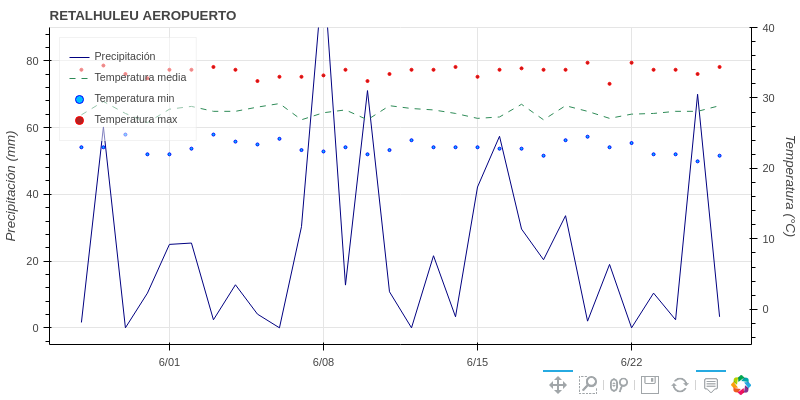 RETALHULEU AEROPUERTO
Precipitación
Temperatura media
Temperatura min
Temperatura max
Precipitación (mm)
80
60
40
20
0
Temperatura (°C)
40
30
20
10
0
6/01
6/08
6/15
6/22